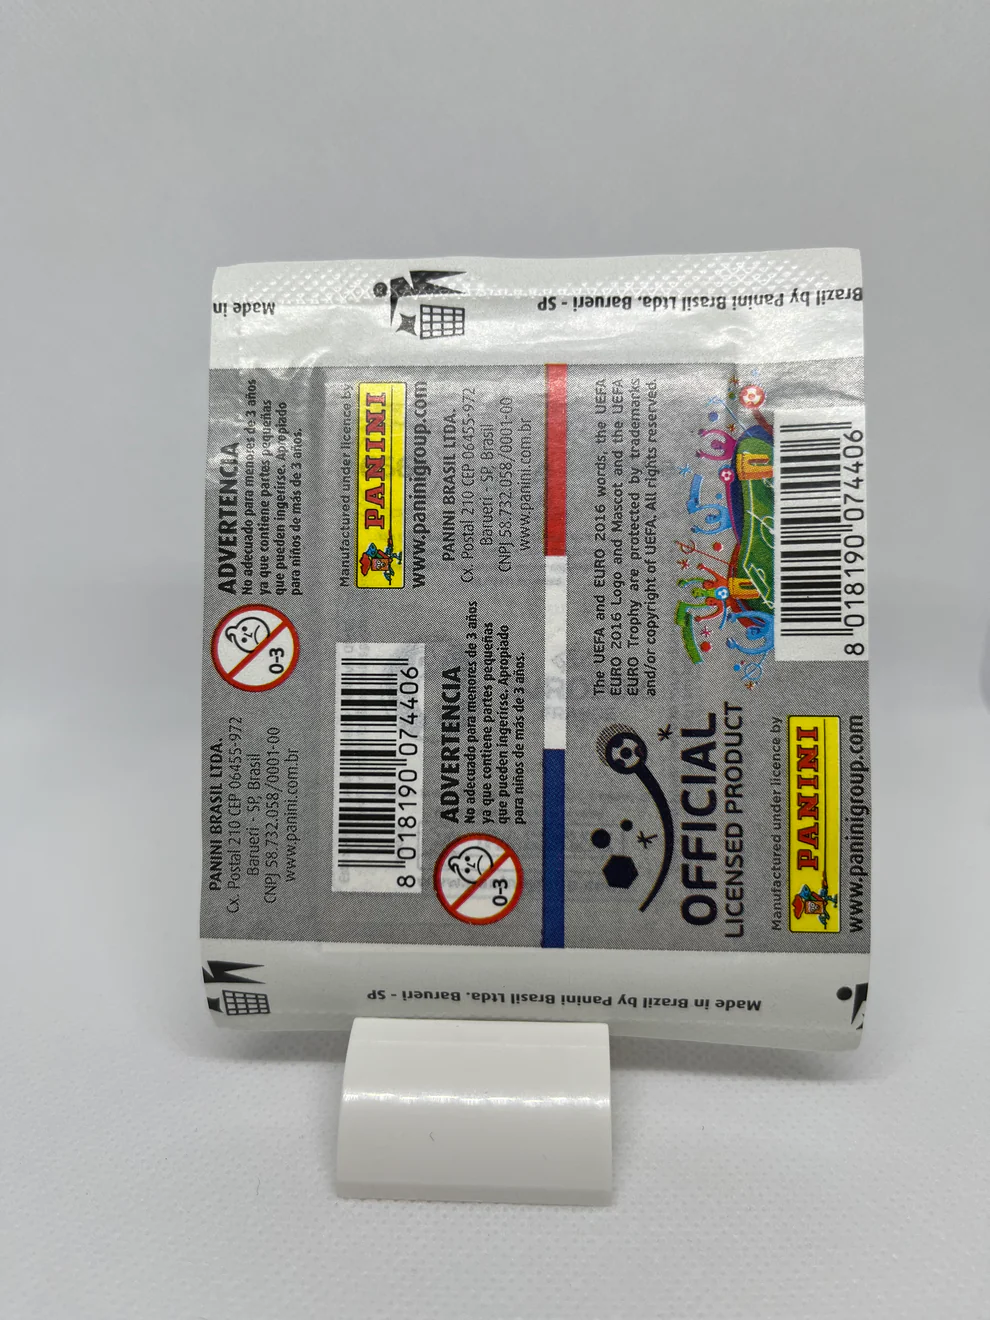 Made in
Brazil by Panini Brasil Ltda. Barueri - SP
ADVERTENCIA
No adecuado para menores de 3 años
ya que contiene partes pequeñas
que pueden ingerirse. Apropiado
para niños de más de 3 años.
0-3
PANINI BRASIL LTDA.
Cx. Postal 210 CEP 06455-972
Barueri - SP, Brasil
CNPJ 58.732.058/0001-00
www.panini.com.br
Manufactured under licence by
PANINI
www.paninigroup.com
PANINI BRASIL LTDA.
Cx. Postal 210 CEP 06455-972
Barueri - SP, Brasil
CNPJ 58.732.058/0001-00
www.panini.com.br
8 018190 074406
ADVERTENCIA
No adecuado para menores de 3 años
ya que contiene partes pequeñas
que pueden ingerirse. Apropiado
para niños de más de 3 años.
0-3
The UEFA and EURO 2016 words, the UEFA
EURO 2016 Logo and Mascot and the UEFA
EURO Trophy are protected by trademarks
and/or copyright of UEFA. All rights reserved.
OFFICIAL
LICENSED PRODUCT
8 018190 074406
Manufactured under licence by
PANINI
www.paninigroup.com
Made in Brazil by Panini Brasil Ltda. Barueri - SP